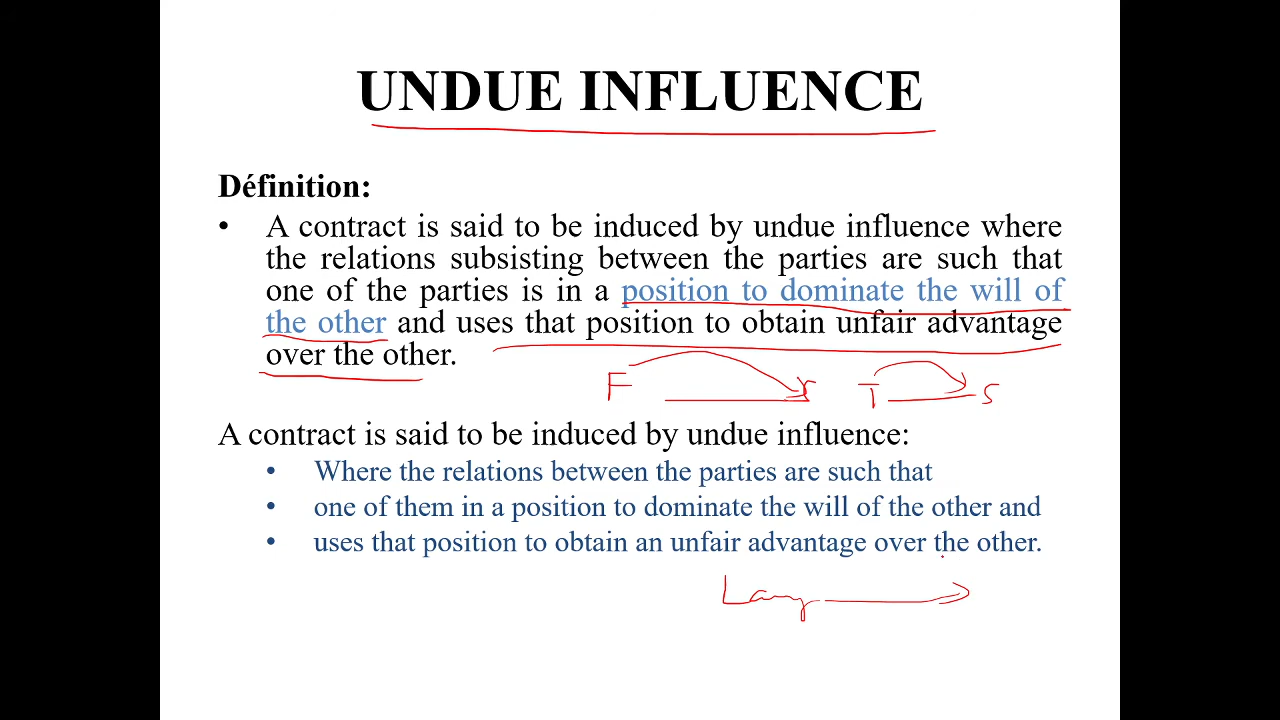 UNDUE INFLUENCE
Définition:
• A contract is said to be induced by undue influence where
the relations subsisting between the parties are such that
one of the parties is in a position to dominate the will of
the other and uses that position to obtain unfair advantage
over the other.
F T S
A contract is said to be induced by undue influence:
• Where the relations between the parties are such that
• one of them in a position to dominate the will of the other and
• uses that position to obtain an unfair advantage over the other.